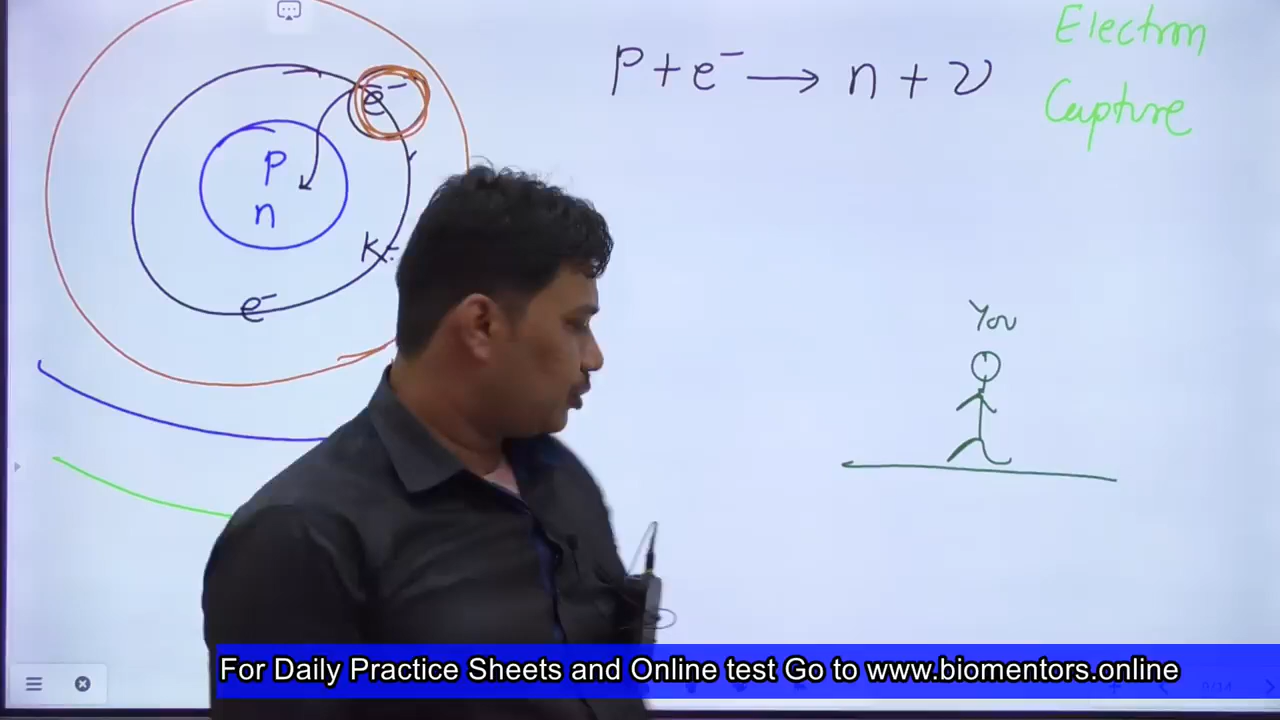 e⁻
P
n
K
e⁻
P + e⁻ → n + ν
Electron
Capture
You
For Daily Practice Sheets and Online test Go to www.biomentors.online